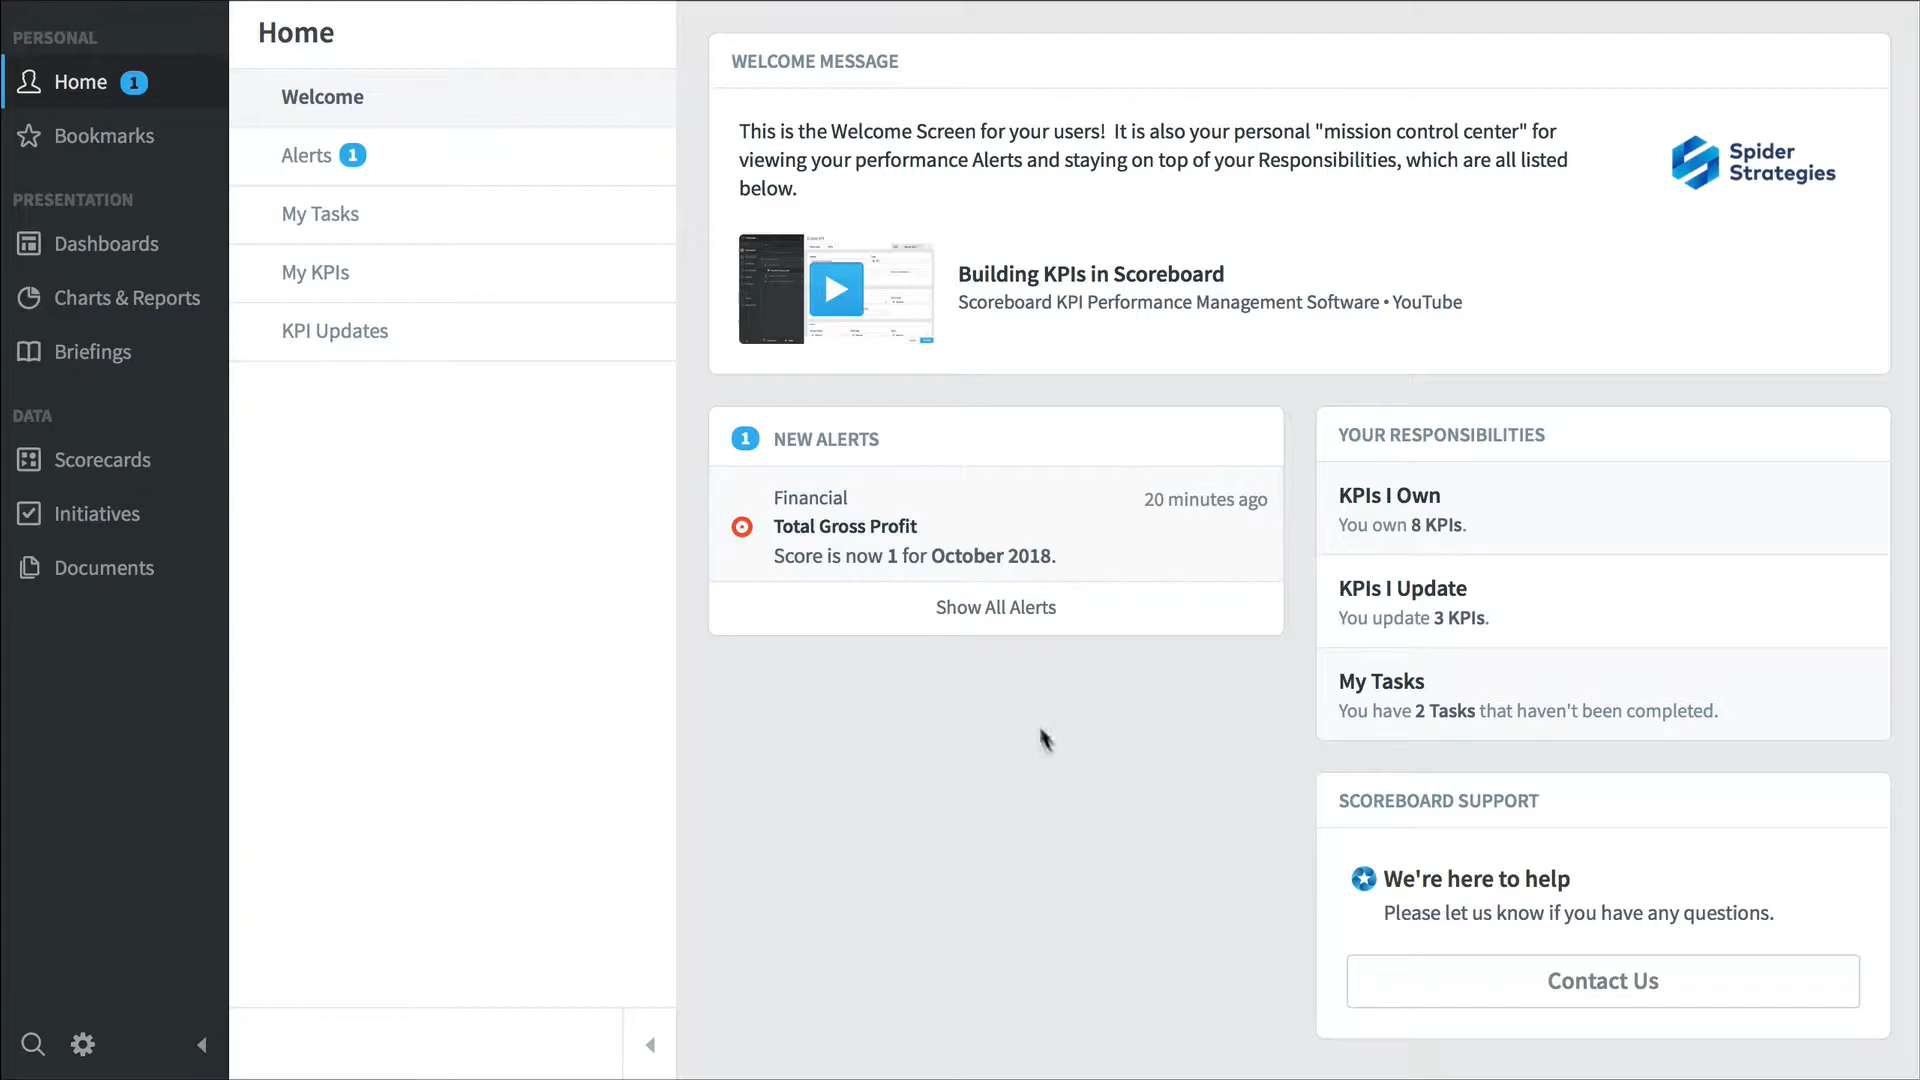 PERSONAL
Home 1
Bookmarks
PRESENTATION
Dashboards
Charts & Reports
Briefings
DATA
Scorecards
Initiatives
Documents
Home
Welcome
Alerts 1
My Tasks
My KPIs
KPI Updates
WELCOME MESSAGE
This is the Welcome Screen for your users! It is also your personal "mission control center" for
viewing your performance Alerts and staying on top of your Responsibilities, which are all listed
below.
Spider
Strategies
Building KPIs in Scoreboard
Scoreboard KPI Performance Management Software • YouTube
1 NEW ALERTS
Financial
20 minutes ago
Total Gross Profit
Score is now 1 for October 2018.
Show All Alerts
YOUR RESPONSIBILITIES
KPIs I Own
You own 8 KPIs.
KPIs I Update
You update 3 KPIs.
My Tasks
You have 2 Tasks that haven't been completed.
SCOREBOARD SUPPORT
We're here to help
Please let us know if you have any questions.
Contact Us